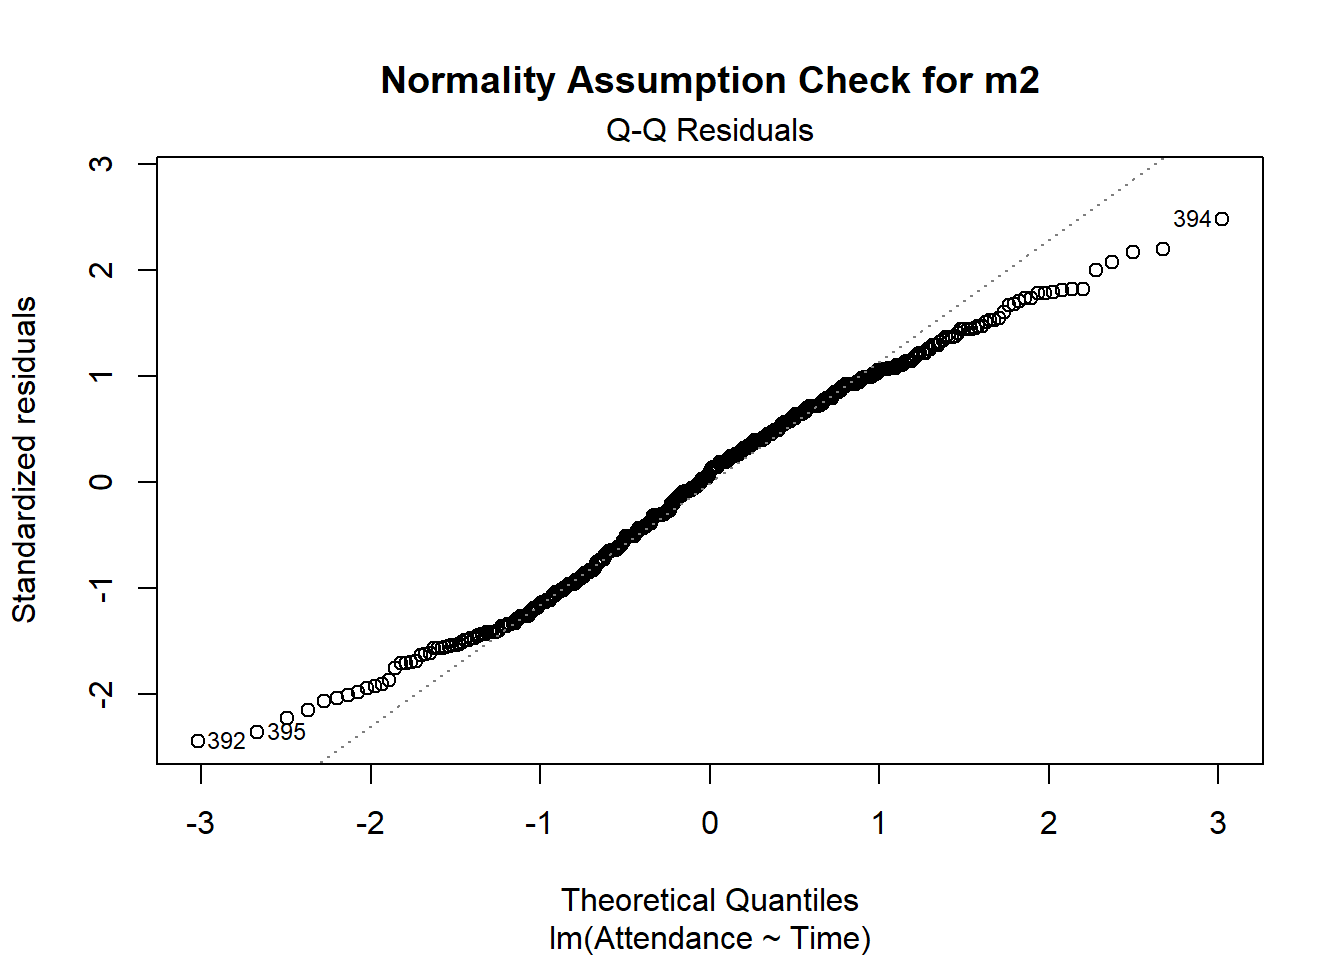 Normality Assumption Check for m2
Q-Q Residuals
Standardized residuals
3
2
1
0
-1
-2
394
392
395
-3 -2 -1 0 1 2 3
Theoretical Quantiles
lm(Attendance ~ Time)